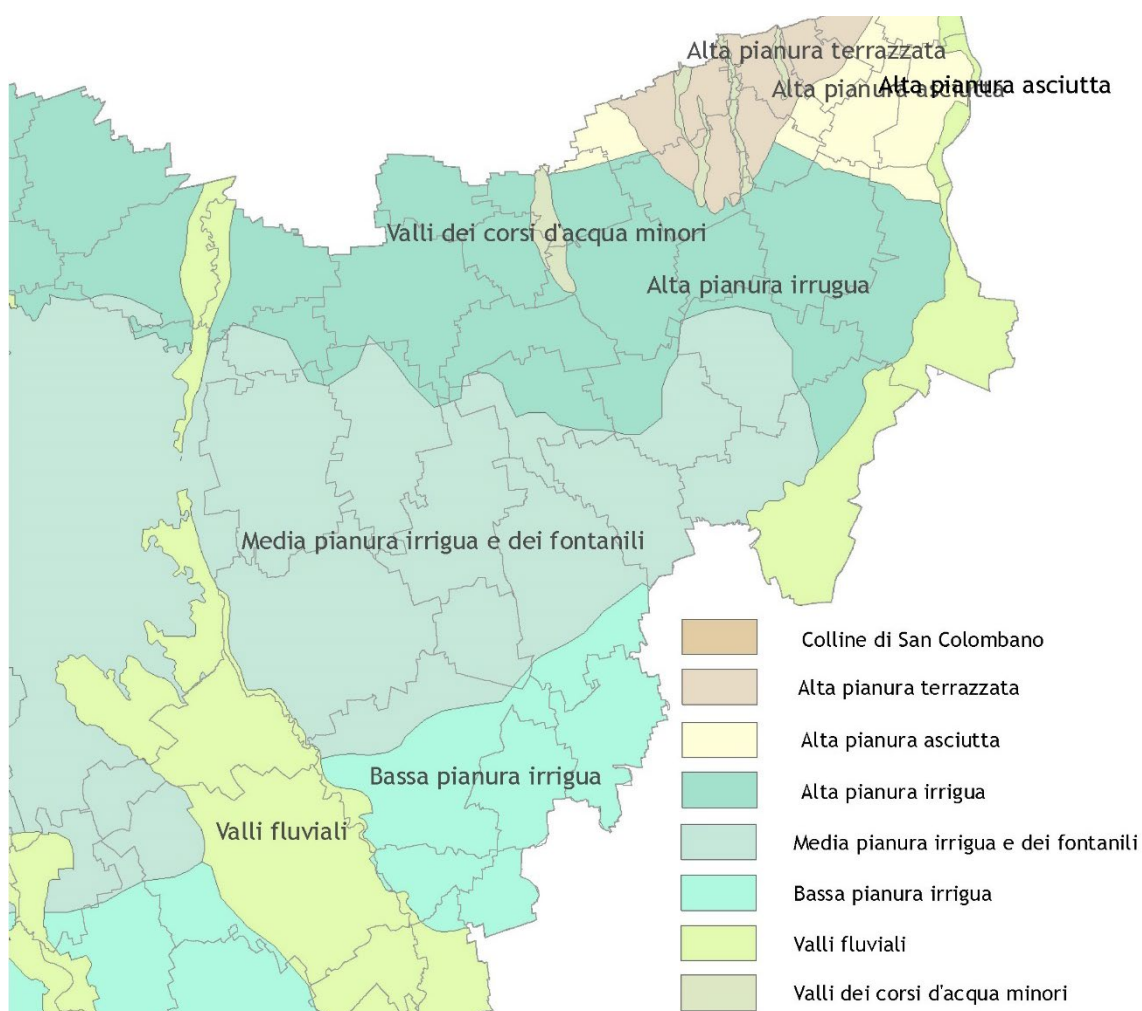 Alta pianura terrazzata
Alta pianura asciutta
Alta pianura asciutta
Valli dei corsi d'acqua minori
Alta pianura irrugua
Media pianura irrigua e dei fontanili
Bassa pianura irrigua
Valli fluviali
Colline di San Colombano
Alta pianura terrazzata
Alta pianura asciutta
Alta pianura irrigua
Media pianura irrigua e dei fontanili
Bassa pianura irrigua
Valli fluviali
Valli dei corsi d'acqua minori